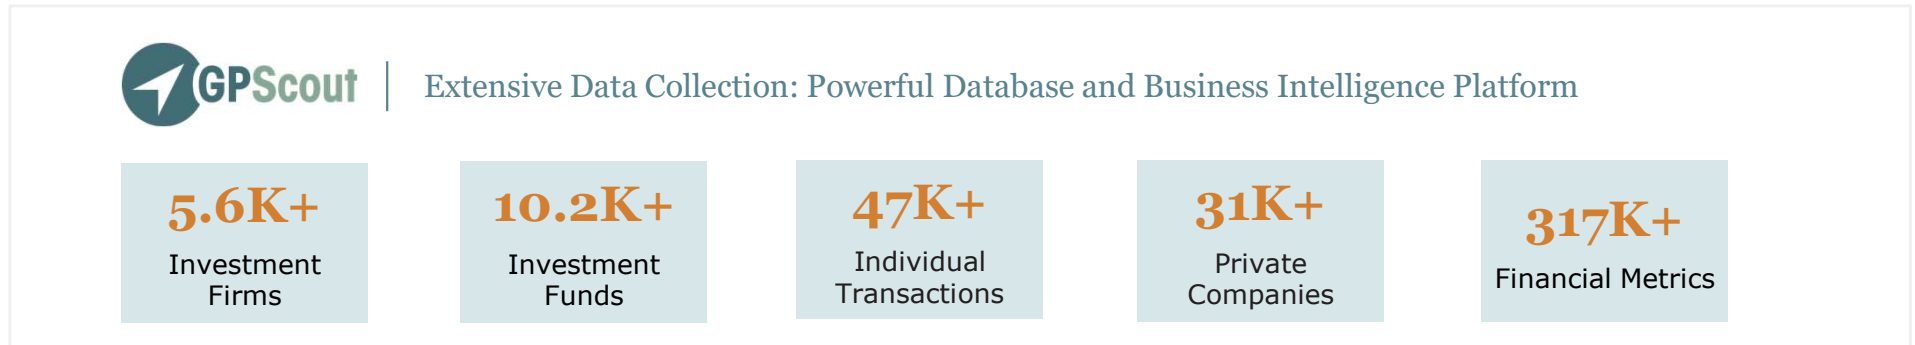 GPScout
Extensive Data Collection: Powerful Database and Business Intelligence Platform
5.6K+
Investment
Firms
10.2K+
Investment
Funds
47K+
Individual
Transactions
31K+
Private
Companies
317K+
Financial Metrics